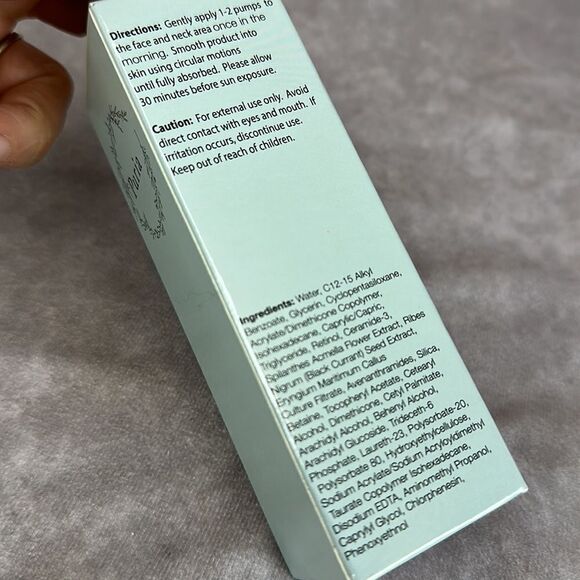 Directions: Gently apply 1-2 pumps to
the face and neck area once in the
morning. Smooth product into
skin using circular motions
until fully absorbed. Please allow
30 minutes before sun exposure.
Caution: For external use only. Avoid
direct contact with eyes and mouth. If
irritation occurs, discontinue use.
Keep out of reach of children.
Daria
Ingredients: Water, C12-15 Alkyl
Benzoate, Glycerin, Cyclopentasiloxane,
Acrylate/Dimethicone Copolymer,
Isohexadecane, Caprylic/Capric,
Triglyceride, Retinol, Ceramide-3,
Spilanthes Acmella Flower Extract, Ribes
Nigrum (Black Currant) Seed Extract,
Eryngium Maritimum Callus
Culture Filtrate, Avenanthramides, Silica,
Betaine, Tocopheryl Acetate, Cetearyl
Alcohol, Dimethicone, Cetyl Palmitate,
Arachidyl Alcohol, Behenyl Alcohol,
Arachidyl Glucoside, Trideceth-6
Phosphate, Laureth-23, Polysorbate-20,
Polysorbate 80, Hydroxyethylcellulose,
Sodium Acrylate/Sodium Acryloyldimethyl
Taurate Copolymer Isohexadecane,
Disodium EDTA, Aminomethyl Propanol,
Caprylyl Glycol, Chlorphenesin,
Phenoxyethnol